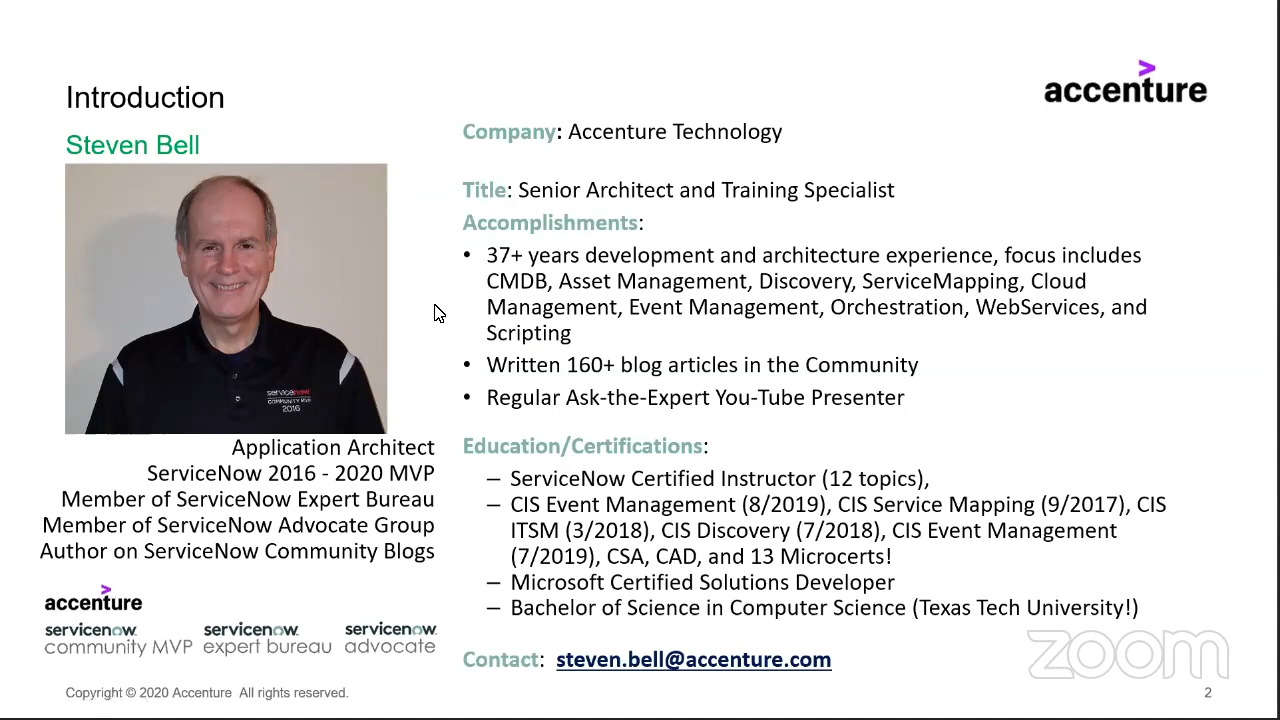 Introduction
accenture
Steven Bell
servicenow
COMMUNITY MVP
2016
Application Architect
ServiceNow 2016 - 2020 MVP
Member of ServiceNow Expert Bureau
Member of ServiceNow Advocate Group
Author on ServiceNow Community Blogs
accenture
servicenow. servicenow. servicenow.
community MVP expert bureau advocate
Company: Accenture Technology
Title: Senior Architect and Training Specialist
Accomplishments:
• 37+ years development and architecture experience, focus includes
CMDB, Asset Management, Discovery, ServiceMapping, Cloud
Management, Event Management, Orchestration, WebServices, and
Scripting
• Written 160+ blog articles in the Community
• Regular Ask-the-Expert You-Tube Presenter
Education/Certifications:
– ServiceNow Certified Instructor (12 topics),
– CIS Event Management (8/2019), CIS Service Mapping (9/2017), CIS
ITSM (3/2018), CIS Discovery (7/2018), CIS Event Management
(7/2019), CSA, CAD, and 13 Microcerts!
– Microsoft Certified Solutions Developer
– Bachelor of Science in Computer Science (Texas Tech University!)
Contact: steven.bell@accenture.com
zoom
Copyright © 2020 Accenture All rights reserved.
2